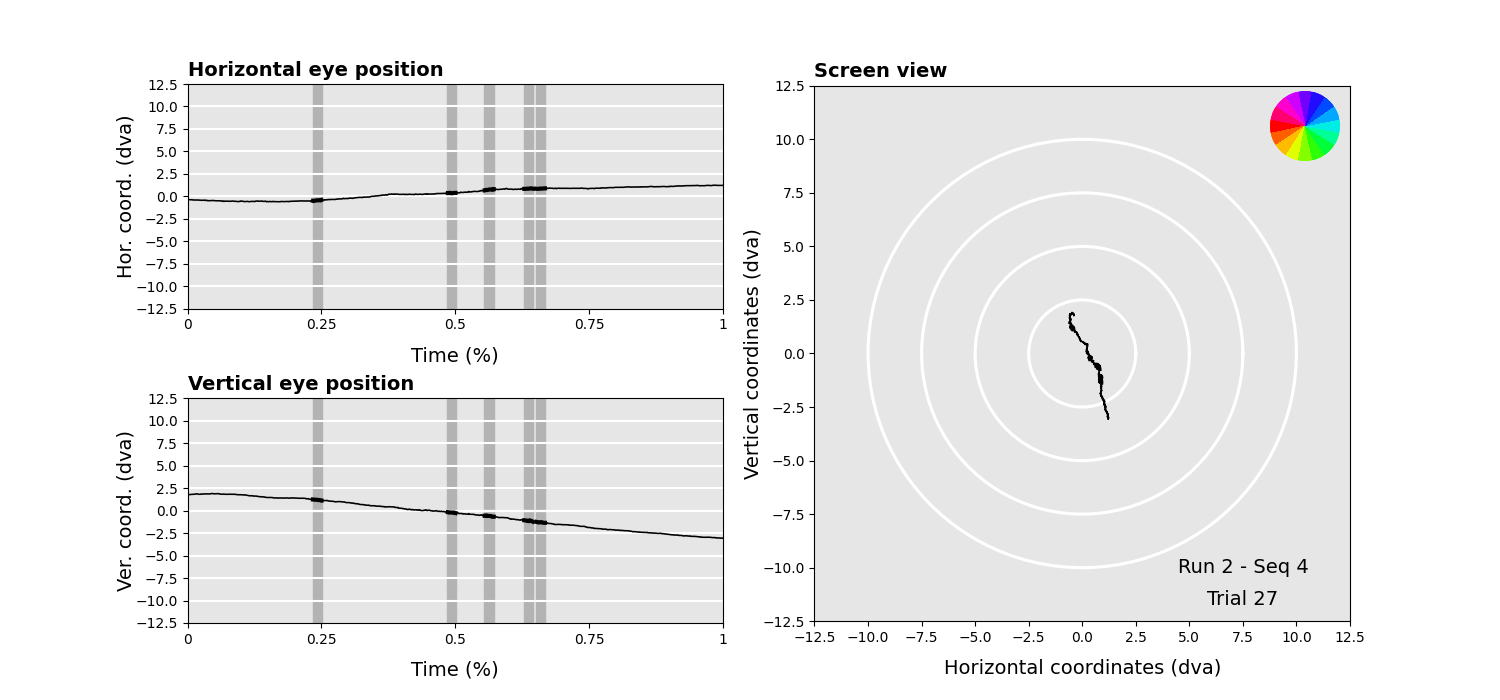 Horizontal eye position
Hor. coord. (dva)
12.5
10.0
7.5
5.0
2.5
0.0
−2.5
−5.0
−7.5
−10.0
−12.5
0 0.25 0.5 0.75 1
Time (%)
Vertical eye position
Ver. coord. (dva)
12.5
10.0
7.5
5.0
2.5
0.0
−2.5
−5.0
−7.5
−10.0
−12.5
0 0.25 0.5 0.75 1
Time (%)
Screen view
Vertical coordinates (dva)
12.5
10.0
7.5
5.0
2.5
0.0
−2.5
−5.0
−7.5
−10.0
−12.5
Run 2 - Seq 4
Trial 27
−12.5 −10.0 −7.5 −5.0 −2.5 0.0 2.5 5.0 7.5 10.0 12.5
Horizontal coordinates (dva)